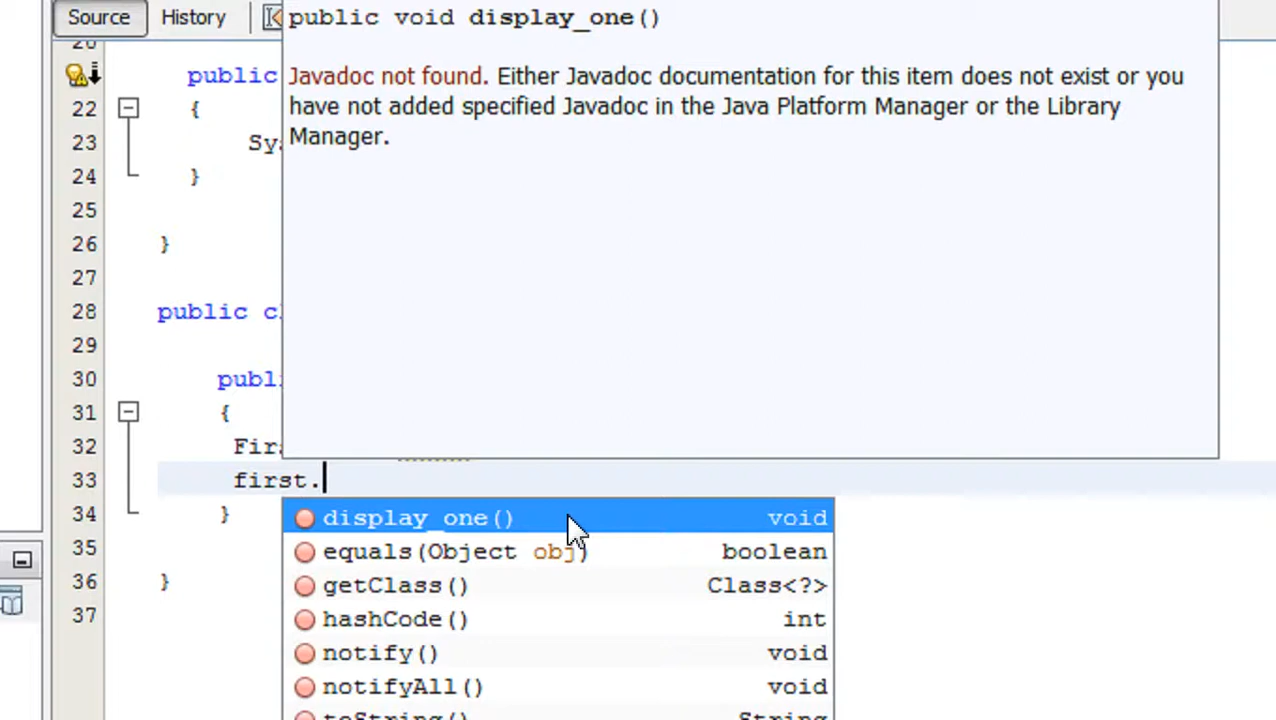 Source History
public void display_one()
Javadoc not found. Either Javadoc documentation for this item does not exist or you
have not added specified Javadoc in the Java Platform Manager or the Library
Manager.
public
22 {
23
24 }
25
26 }
27
28 public
29
30
31 {
32
33 first.
34 }
35
36 }
37
display_one() void
equals(Object obj) boolean
getClass() Class<?>
hashCode() int
notify() void
notifyAll() void
toString() String